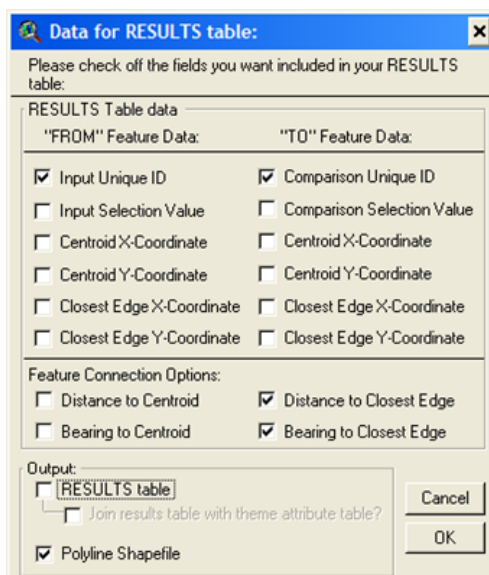 Data for RESULTS table:
Please check off the fields you want included in your RESULTS
table:
RESULTS Table data
"FROM" Feature Data: "TO" Feature Data:
Input Unique ID Comparison Unique ID
Input Selection Value Comparison Selection Value
Centroid X-Coordinate Centroid X-Coordinate
Centroid Y-Coordinate Centroid Y-Coordinate
Closest Edge X-Coordinate Closest Edge X-Coordinate
Closest Edge Y-Coordinate Closest Edge Y-Coordinate
Feature Connection Options:
Distance to Centroid Distance to Closest Edge
Bearing to Centroid Bearing to Closest Edge
Output:
RESULTS table
Join results table with theme attribute table?
Polyline Shapefile
Cancel
OK